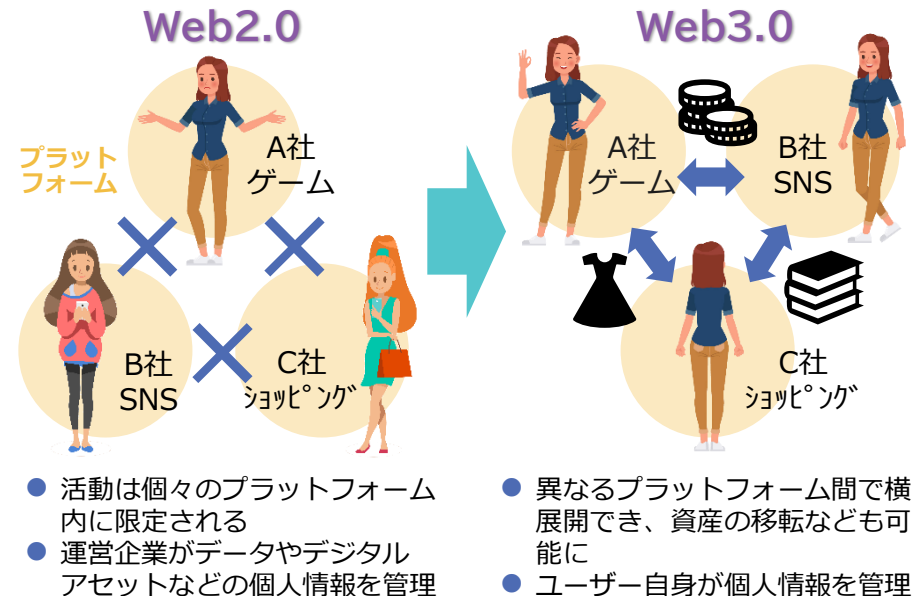 Web2.0
プラット
フォーム
A社
ゲーム
B社
SNS
C社
ｼｮｯﾋﾟﾝｸﾞ
● 活動は個々のプラットフォーム
内に限定される
● 運営企業がデータやデジタル
アセットなどの個人情報を管理
Web3.0
A社
ゲーム
B社
SNS
C社
ｼｮｯﾋﾟﾝｸﾞ
● 異なるプラットフォーム間で横
展開でき、資産の移転なども可
能に
● ユーザー自身が個人情報を管理